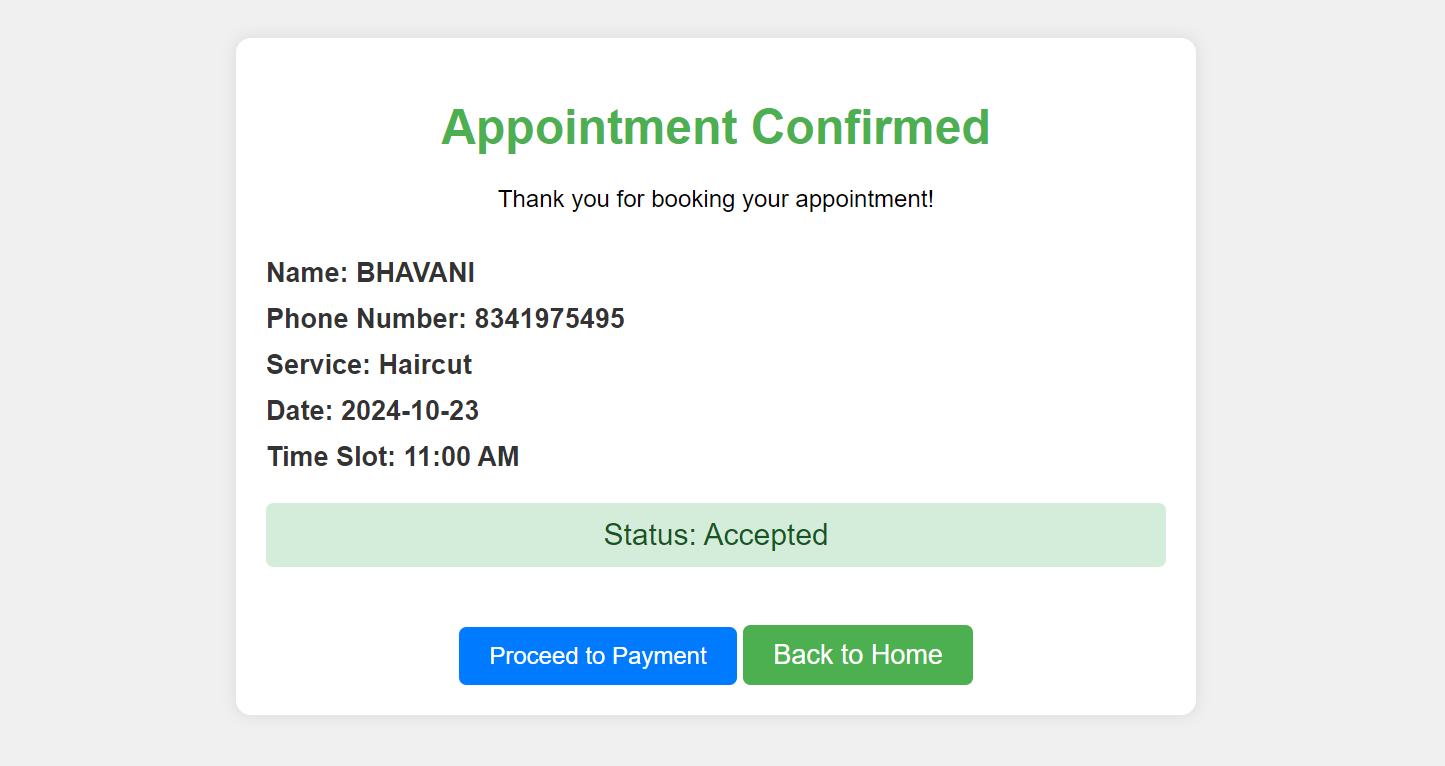 Appointment Confirmed
Thank you for booking your appointment!
Name: BHAVANI
Phone Number: 8341975495
Service: Haircut
Date: 2024-10-23
Time Slot: 11:00 AM
Status: Accepted
Proceed to Payment Back to Home